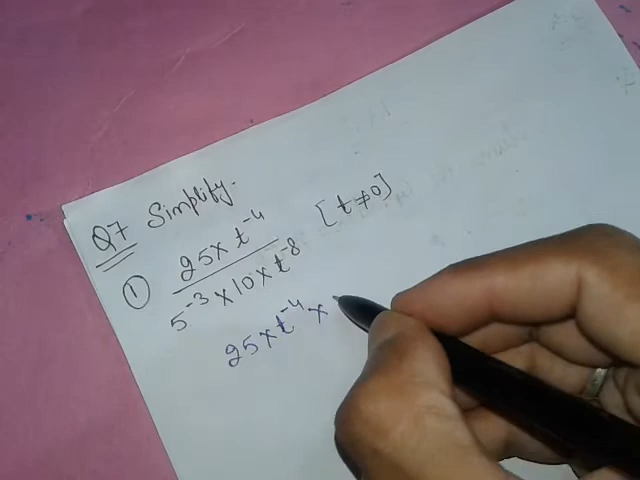 Q7 Simplify.
① 25 × t⁻⁴ [t ≠ 0]
5⁻³ × 10 × t⁻⁸
25 × t⁻⁴ ×